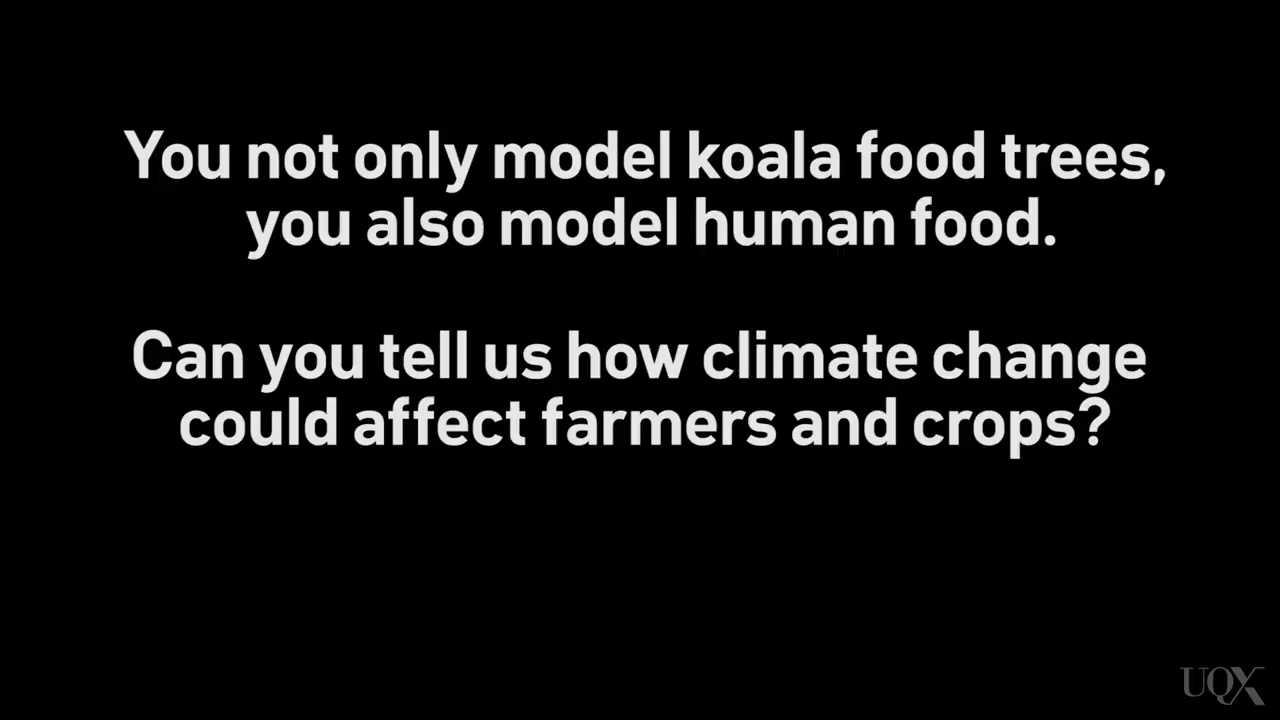 You not only model koala food trees,
you also model human food.
Can you tell us how climate change
could affect farmers and crops?
UQX